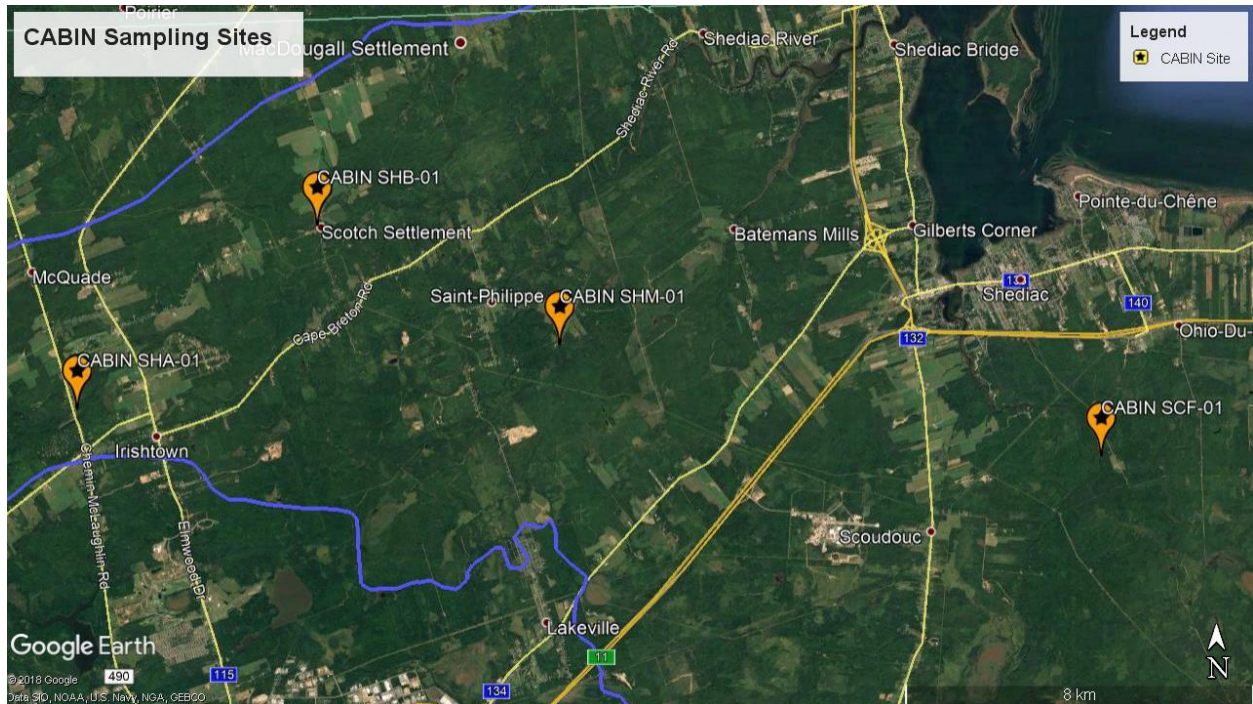 Poirier
CABIN Sampling Sites
MacDougall Settlement
Shediac River
Shediac Bridge
Legend
CABIN Site
Shediac River Rd
CABIN SHB-01
Scotch Settlement
Pointe-du-Chêne
Batemans Mills
Gilberts Corner
McQuade
Saint-Philippe
CABIN SHM-01
Shediac
140
Cape Breton Rd
132
Ohio-Du-
CABIN SHA-01
CABIN SCF-01
Irishtown
Chemin McLaughlin Rd
Elmwood Dr
Scoudouc
Lakeville
11
Google Earth
N
© 2018 Google
490
115
134
8 km
Data SIO, NOAA, U.S. Navy, NGA, GEBCO